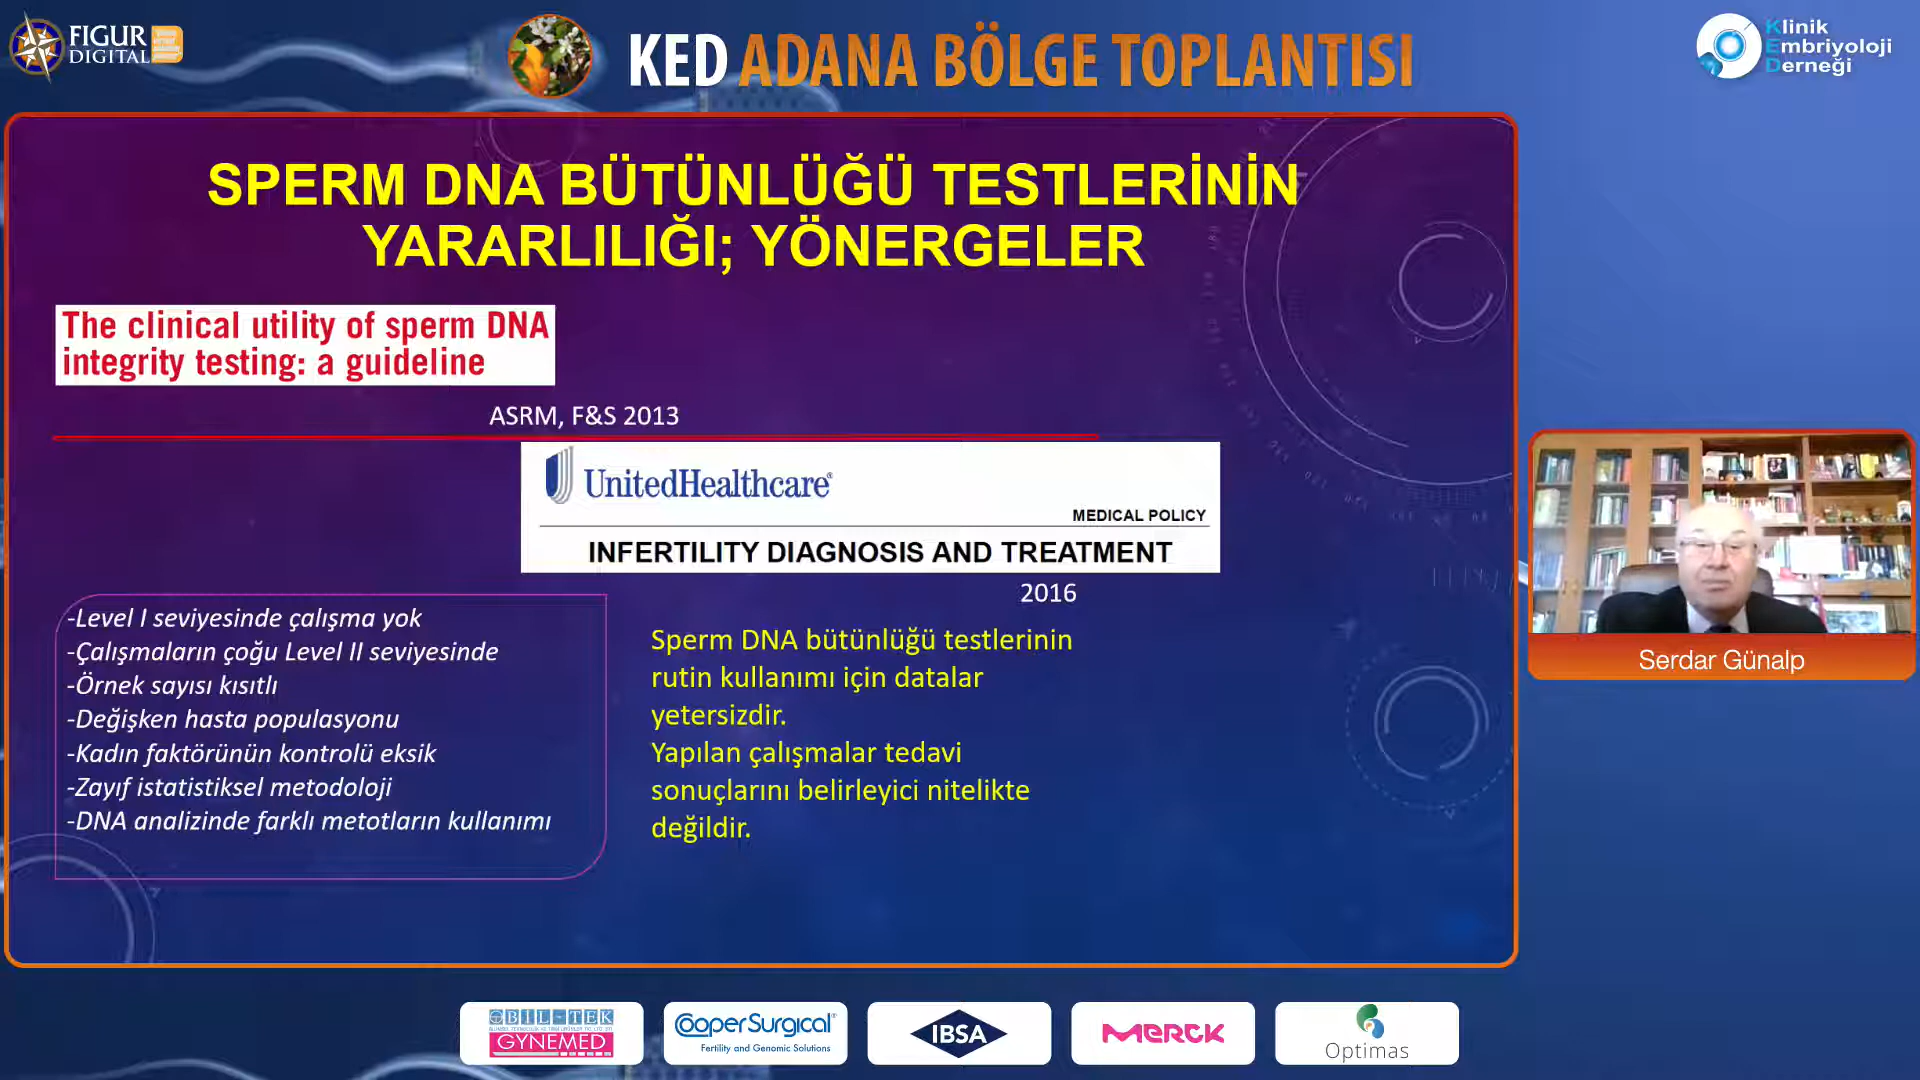 FIGUR
DIGITAL
KED ADANA BÖLGE TOPLANTISI
Klinik
Embriyoloji
Derneği
SPERM DNA BÜTÜNLÜĞÜ TESTLERİNİN
YARARLILIĞI; YÖNERGELER
The clinical utility of sperm DNA
integrity testing: a guideline
ASRM, F&S 2013
UnitedHealthcare®
MEDICAL POLICY
INFERTILITY DIAGNOSIS AND TREATMENT
2016
-Level I seviyesinde çalışma yok
-Çalışmaların çoğu Level II seviyesinde
-Örnek sayısı kısıtlı
-Değişken hasta populasyonu
-Kadın faktörünün kontrolü eksik
-Zayıf istatistiksel metodoloji
-DNA analizinde farklı metotların kullanımı
Sperm DNA bütünlüğü testlerinin
rutin kullanımı için datalar
yetersizdir.
Yapılan çalışmalar tedavi
sonuçlarını belirleyici nitelikte
değildir.
Serdar Günalp
BIL-TEK
GYNEMED
CooperSurgical®
Fertility and Genomic Solutions
IBSA
MERCK
Optimas